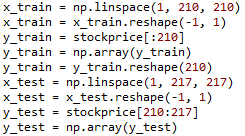 x_train = np.linspace(1, 210, 210)
x_train = x_train.reshape(-1, 1)
y_train = stockprice[:210]
y_train = np.array(y_train)
y_train = y_train.reshape(210)
x_test = np.linspace(1, 217, 217)
x_test = x_test.reshape(-1, 1)
y_test = stockprice[210:217]
y_test = np.array(y_test)